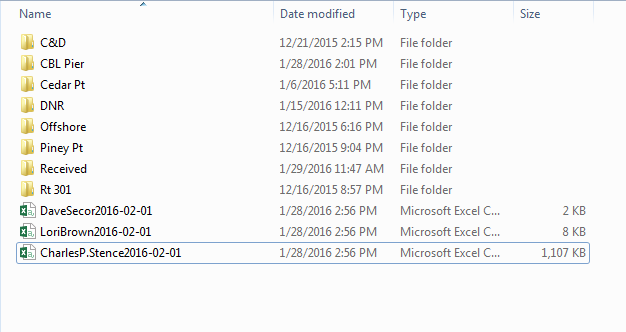 Name Date modified Type Size
C&D 12/21/2015 2:15 PM File folder
CBL Pier 1/28/2016 2:01 PM File folder
Cedar Pt 1/6/2016 5:11 PM File folder
DNR 1/15/2016 12:11 PM File folder
Offshore 12/16/2015 6:16 PM File folder
Piney Pt 12/16/2015 9:04 PM File folder
Received 1/29/2016 11:47 AM File folder
Rt 301 12/16/2015 8:57 PM File folder
DaveSecor2016-02-01 1/28/2016 2:56 PM Microsoft Excel C... 2 KB
LoriBrown2016-02-01 1/28/2016 2:56 PM Microsoft Excel C... 8 KB
CharlesP.Stence2016-02-01 1/28/2016 2:56 PM Microsoft Excel C... 1,107 KB